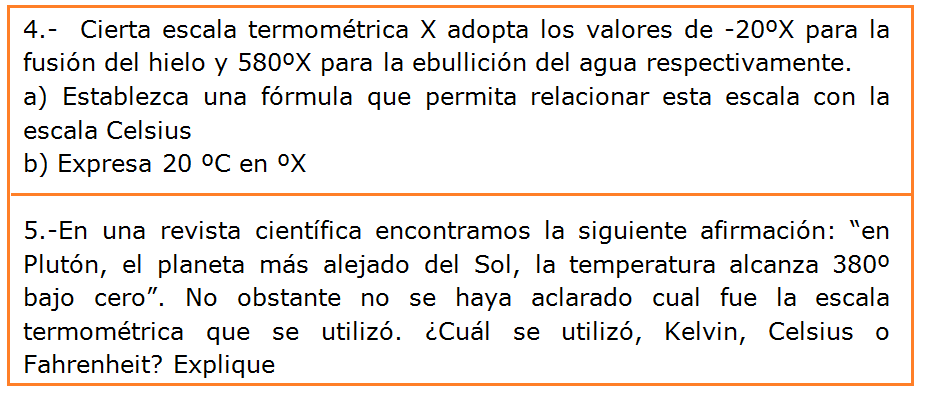 4.- Cierta escala termométrica X adopta los valores de -20ºX para la
fusión del hielo y 580ºX para la ebullición del agua respectivamente.
a) Establezca una fórmula que permita relacionar esta escala con la
escala Celsius
b) Expresa 20 ºC en ºX
5.-En una revista científica encontramos la siguiente afirmación: “en
Plutón, el planeta más alejado del Sol, la temperatura alcanza 380º
bajo cero”. No obstante no se haya aclarado cual fue la escala
termométrica que se utilizó. ¿Cuál se utilizó, Kelvin, Celsius o
Fahrenheit? Explique